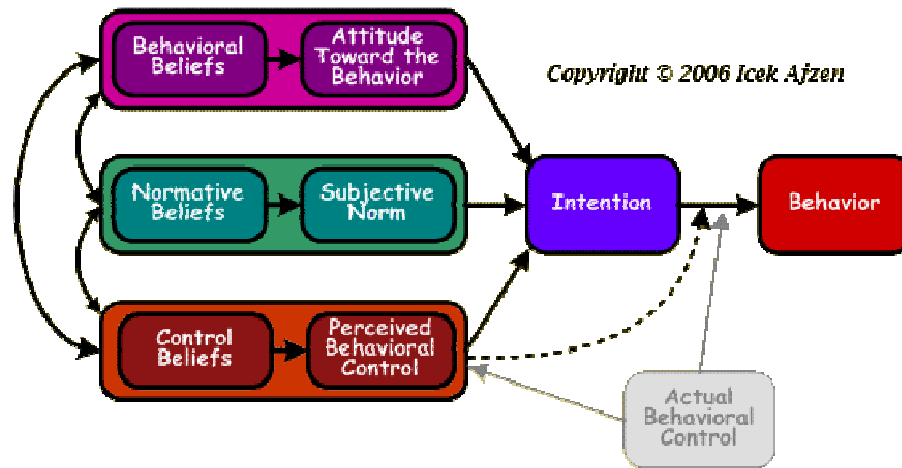 Behavioral
Beliefs
Attitude
Toward the
Behavior
Copyright © 2006 Icek Ajzen
Normative
Beliefs
Subjective
Norm
Intention
Behavior
Control
Beliefs
Perceived
Behavioral
Control
Actual
Behavioral
Control